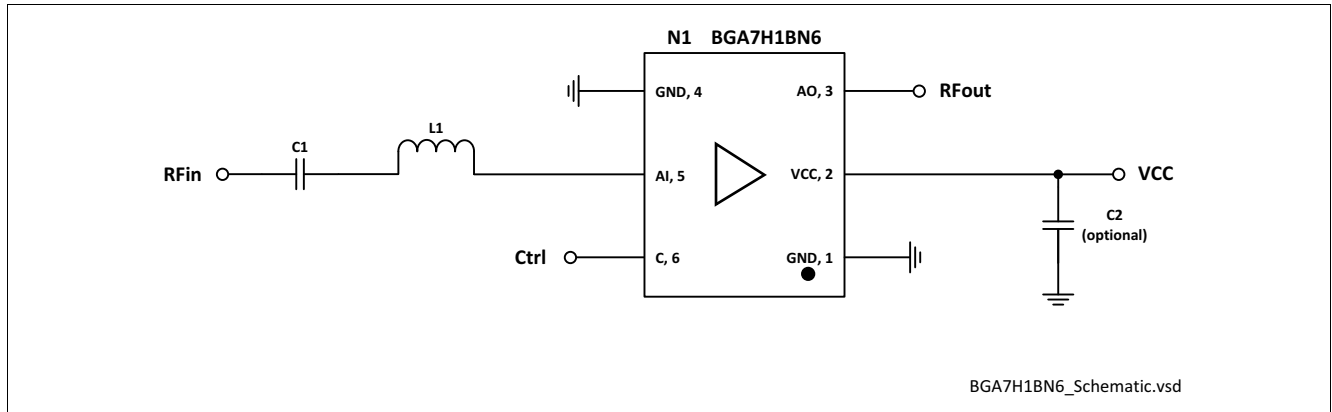 N1 BGA7H1BN6
GND, 4
AO, 3
RFout
C1
L1
RFin
AI, 5
VCC, 2
VCC
C2
(optional)
Ctrl
C, 6
GND, 1
BGA7H1BN6_Schematic.vsd